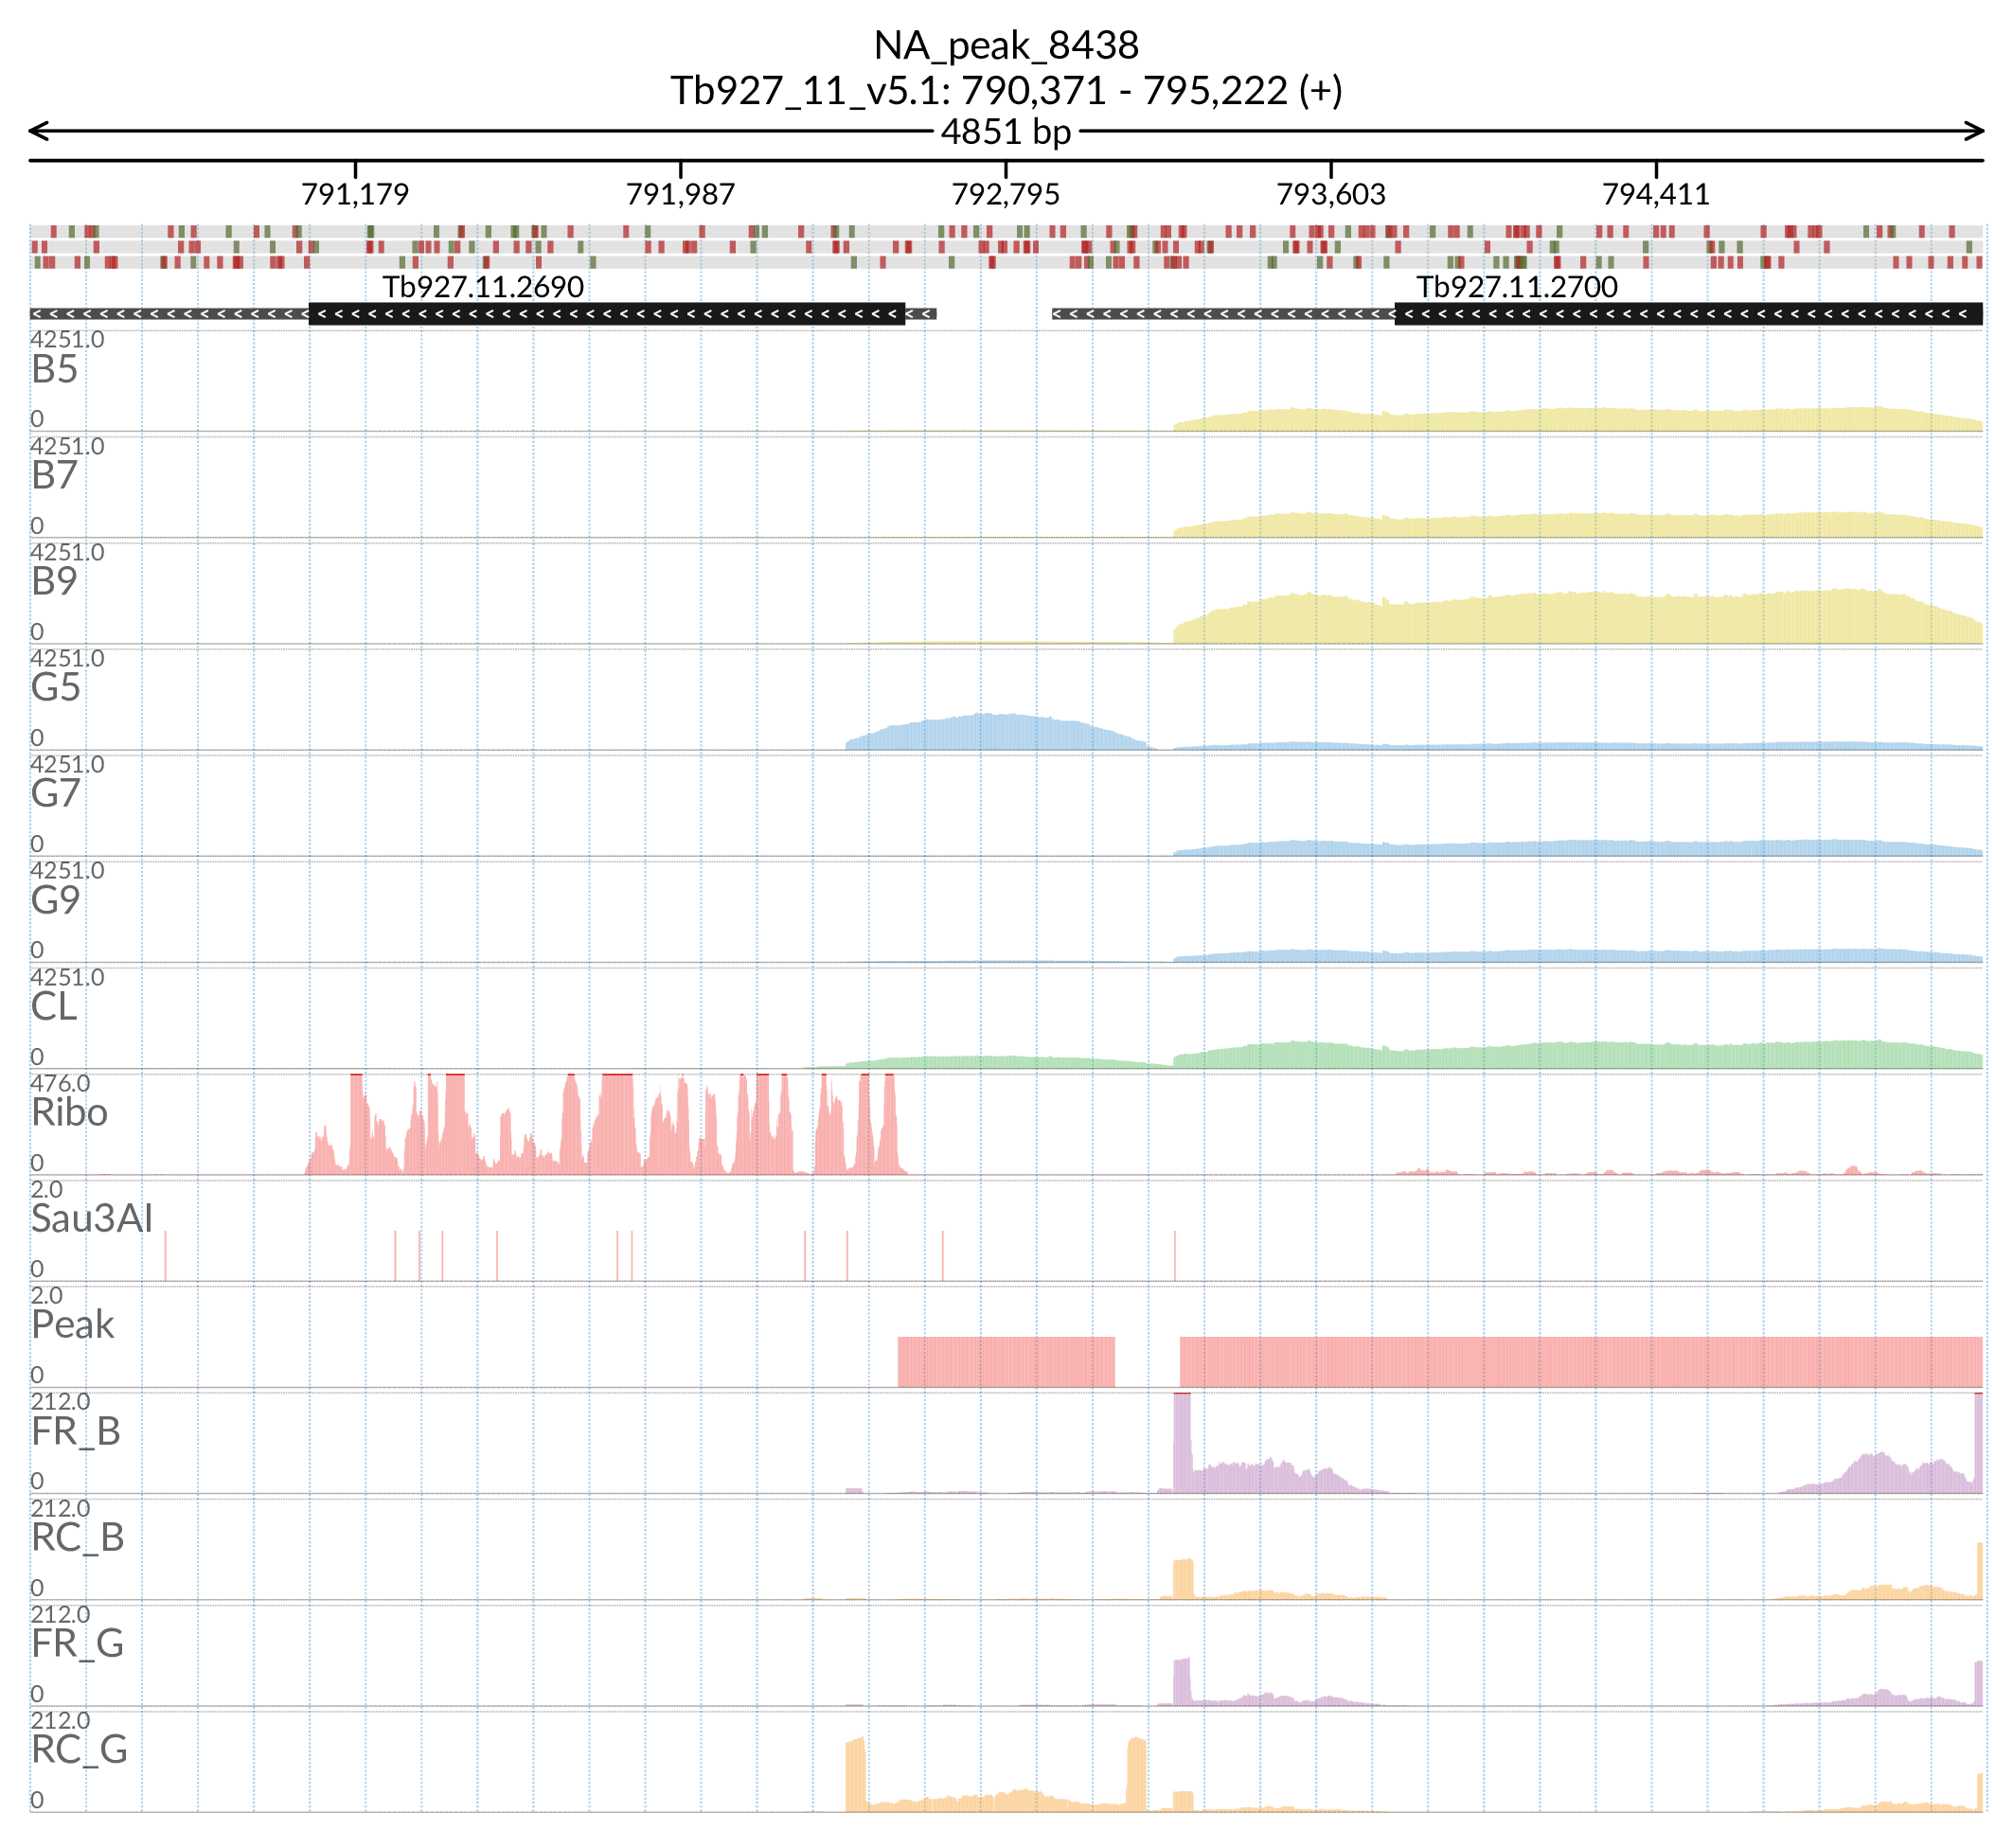 NA_peak_8438
Tb927_11_v5.1: 790,371 - 795,222 (+)
4851 bp
791,179 791,987 792,795 793,603 794,411
Tb927.11.2690 Tb927.11.2700
4251.0
B5
0
4251.0
B7
0
4251.0
B9
0
4251.0
G5
0
4251.0
G7
0
4251.0
G9
0
4251.0
CL
0
476.0
Ribo
0
2.0
Sau3AI
0
2.0
Peak
0
212.0
FR_B
0
212.0
RC_B
0
212.0
FR_G
0
212.0
RC_G
0